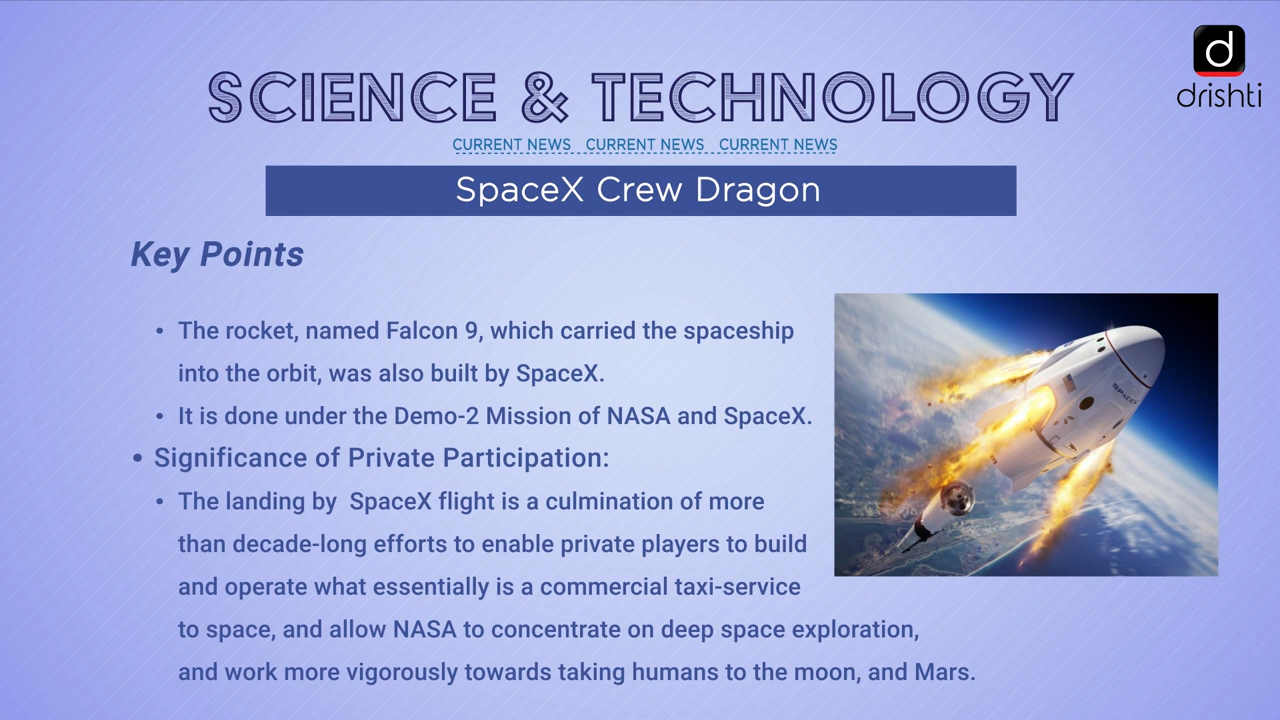 d
drishti
SCIENCE & TECHNOLOGY
CURRENT NEWS CURRENT NEWS CURRENT NEWS
SpaceX Crew Dragon
Key Points
• The rocket, named Falcon 9, which carried the spaceship
into the orbit, was also built by SpaceX.
• It is done under the Demo-2 Mission of NASA and SpaceX.
• Significance of Private Participation:
• The landing by SpaceX flight is a culmination of more
than decade-long efforts to enable private players to build
and operate what essentially is a commercial taxi-service
to space, and allow NASA to concentrate on deep space exploration,
and work more vigorously towards taking humans to the moon, and Mars.
SPACEX